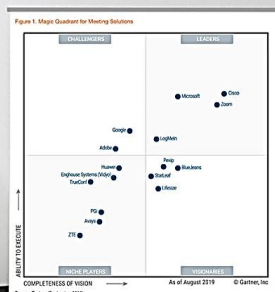 Figure 1. Magic Quadrant for Meeting Solutions
CHALLENGERS
LEADERS
Microsoft
Cisco
Zoom
Google
LogMeIn
Adobe
Huawei
Enghouse Systems (Vidyo)
TrueConf
Pexip
BlueJeans
StarLeaf
Lifesize
PGi
Avaya
ZTE
NICHE PLAYERS
VISIONARIES
ABILITY TO EXECUTE
COMPLETENESS OF VISION
As of August 2019
© Gartner, Inc